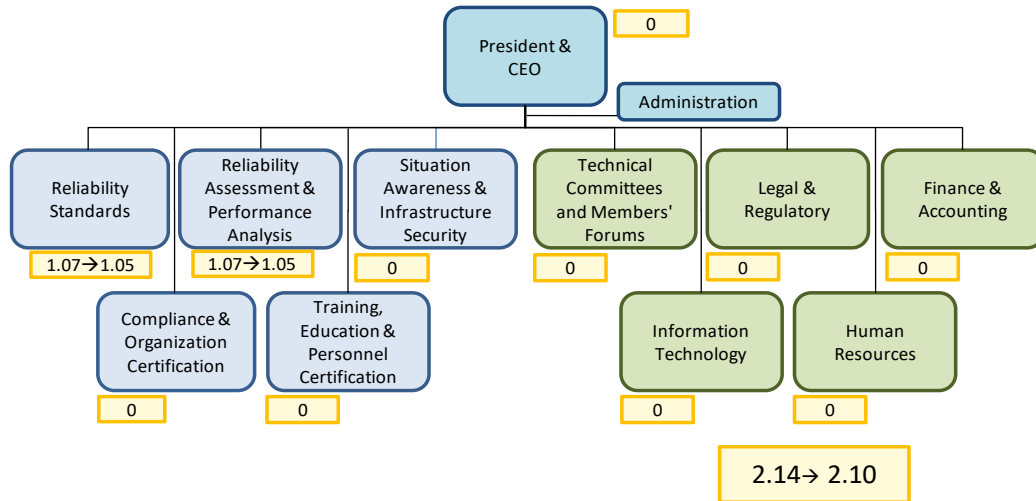 0
President &
CEO
Administration
Reliability
Standards
Reliability
Assessment &
Performance
Analysis
Situation
Awareness &
Infrastructure
Security
Technical
Committees
and Members'
Forums
Legal &
Regulatory
Finance &
Accounting
1.07→1.05
1.07→1.05
0
0
0
0
Compliance &
Organization
Certification
Training,
Education &
Personnel
Certification
Information
Technology
Human
Resources
0
0
0
0
2.14→ 2.10